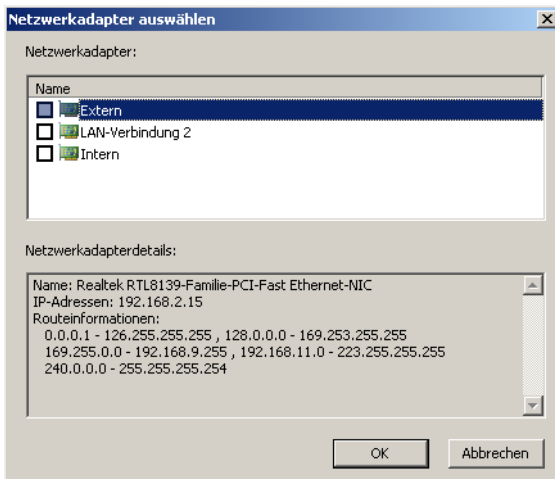 Netzwerkadapter auswählen
Netzwerkadapter:
Name
Extern
LAN-Verbindung 2
Intern
Netzwerkadapterdetails:
Name: Realtek RTL8139-Familie-PCI-Fast Ethernet-NIC
IP-Adressen: 192.168.2.15
Routeinformationen:
0.0.0.1 - 126.255.255.255 , 128.0.0.0 - 169.253.255.255
169.255.0.0 - 192.168.9.255 , 192.168.11.0 - 223.255.255.255
240.0.0.0 - 255.255.255.254
OK Abbrechen